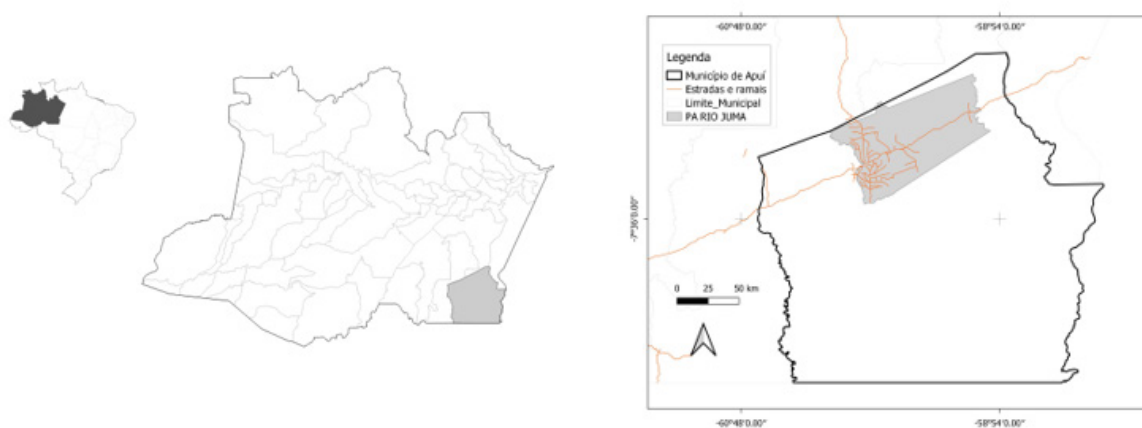 -60°48'0.00"
-58°54'0.00"
Legenda
Município de Apuí
Estradas e ramais
Limite_Municipal
PA RIO JUMA
-7°36'0.00"
0 25 50 km
-60°48'0.00"
-58°54'0.00"